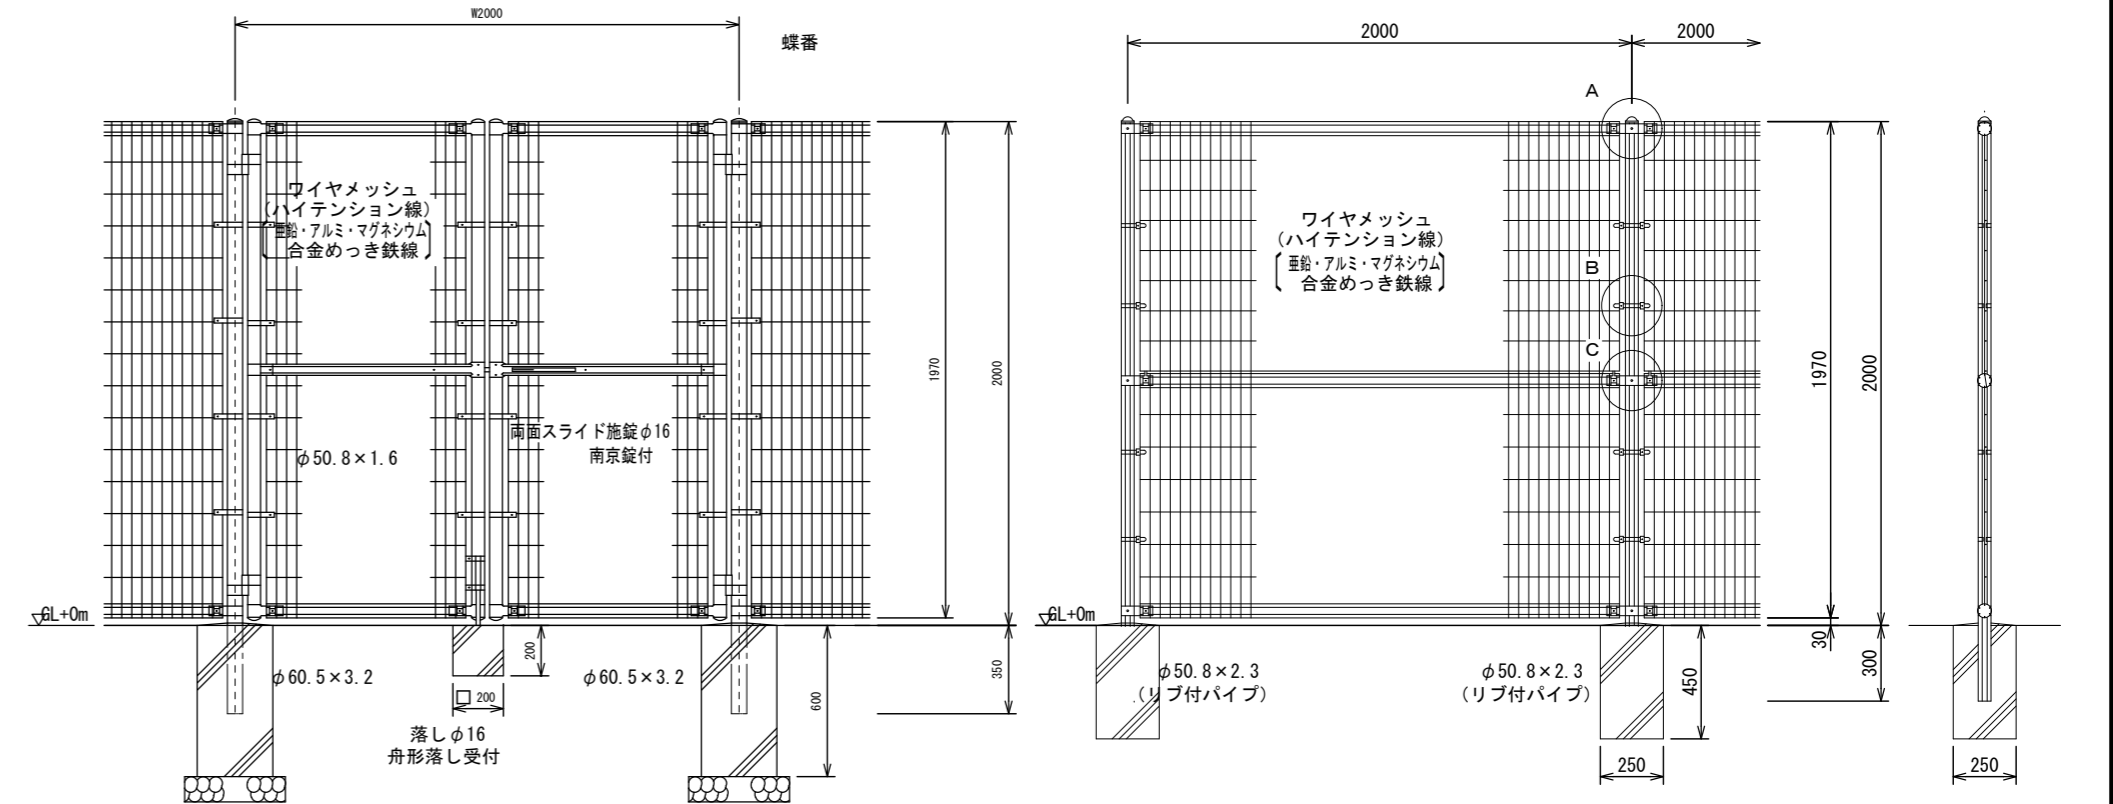 W2000
蝶番
ワイヤメッシュ
(ハイテンション線)
亜鉛・アルミ・マグネシウム
合金めっき鉄線
φ50.8×1.6
両面スライド施錠φ16
南京錠付
1970
2000
GL+0m
φ60.5×3.2
200
□ 200
φ60.5×3.2
600
350
落しφ16
舟形落し受付
2000
2000
A
ワイヤメッシュ
(ハイテンション線)
亜鉛・アルミ・マグネシウム
合金めっき鉄線
B
C
1970
2000
GL+0m
φ50.8×2.3
(リブ付パイプ)
φ50.8×2.3
(リブ付パイプ)
450
30
300
250
250